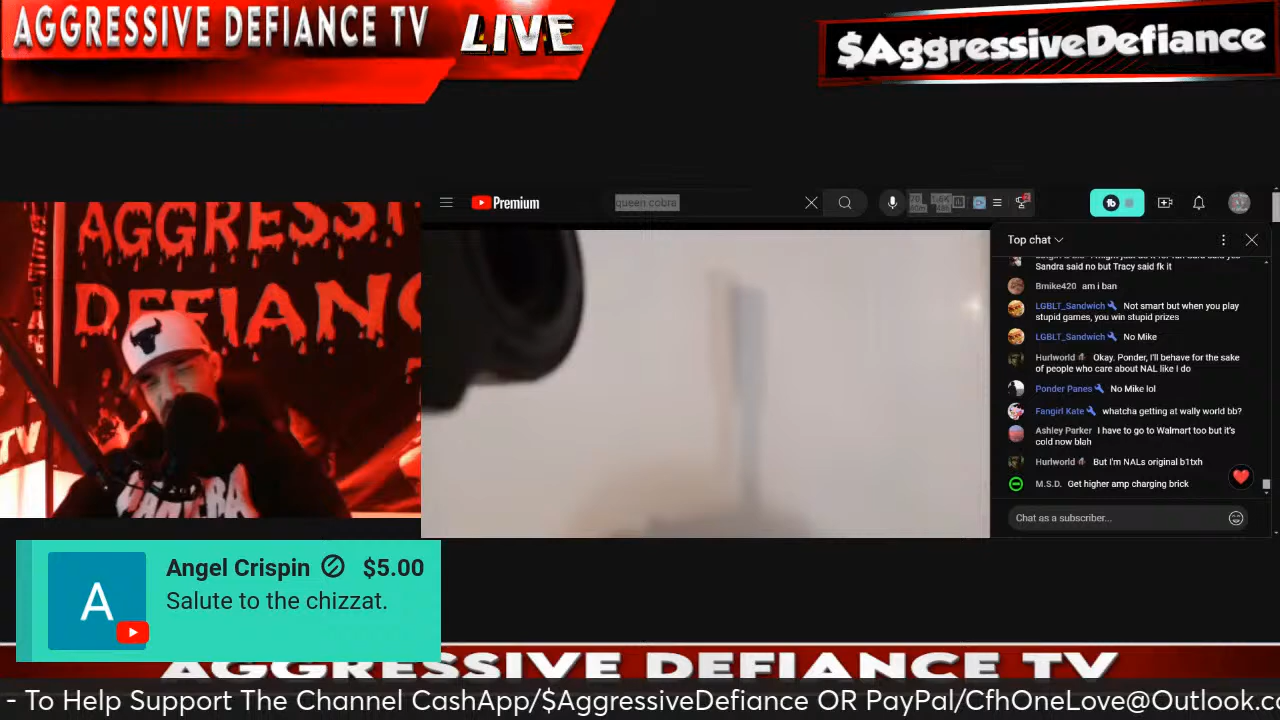 AGGRESSIVE DEFIANCE TV
LIVE
$AggressiveDefiance
Premium
queen cobra
AGGRESSI
DEFIANC
TV
PANTERA
Top chat
Sandra said no but Tracy said fk it
Bmike420 am i ban
LGBLT_Sandwich Not smart but when you play
stupid games, you win stupid prizes
LGBLT_Sandwich No Mike
Hurlworld Okay. Ponder, I'll behave for the sake
of people who care about NAL like I do
Ponder Panes No Mike lol
Fangirl Kate whatcha getting at wally world bb?
Ashley Parker I have to go to Walmart too but it's
cold now blah
Hurlworld But I'm NALs original b1txh
M.S.D. Get higher amp charging brick
Chat as a subscriber...
A
Angel Crispin $5.00
Salute to the chizzat.
AGGRESSIVE DEFIANCE TV
- To Help Support The Channel CashApp/$AggressiveDefiance OR PayPal/CfhOneLove@Outlook.c